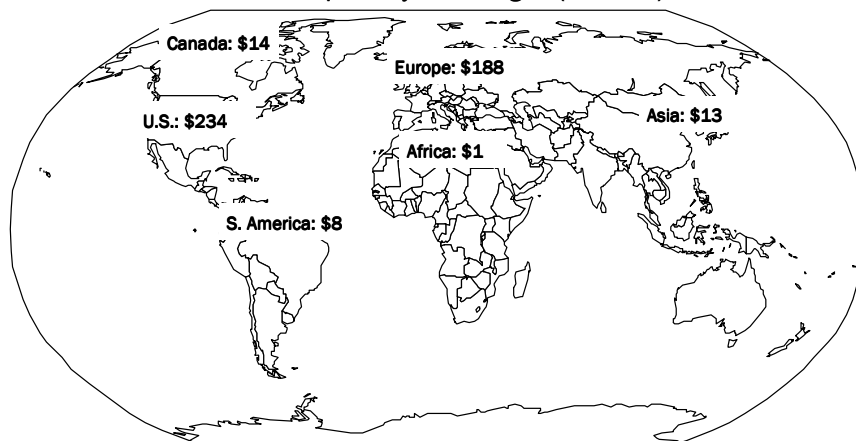 Canada: $14
Europe: $188
U.S.: $234
Asia: $13
Africa: $1
S. America: $8